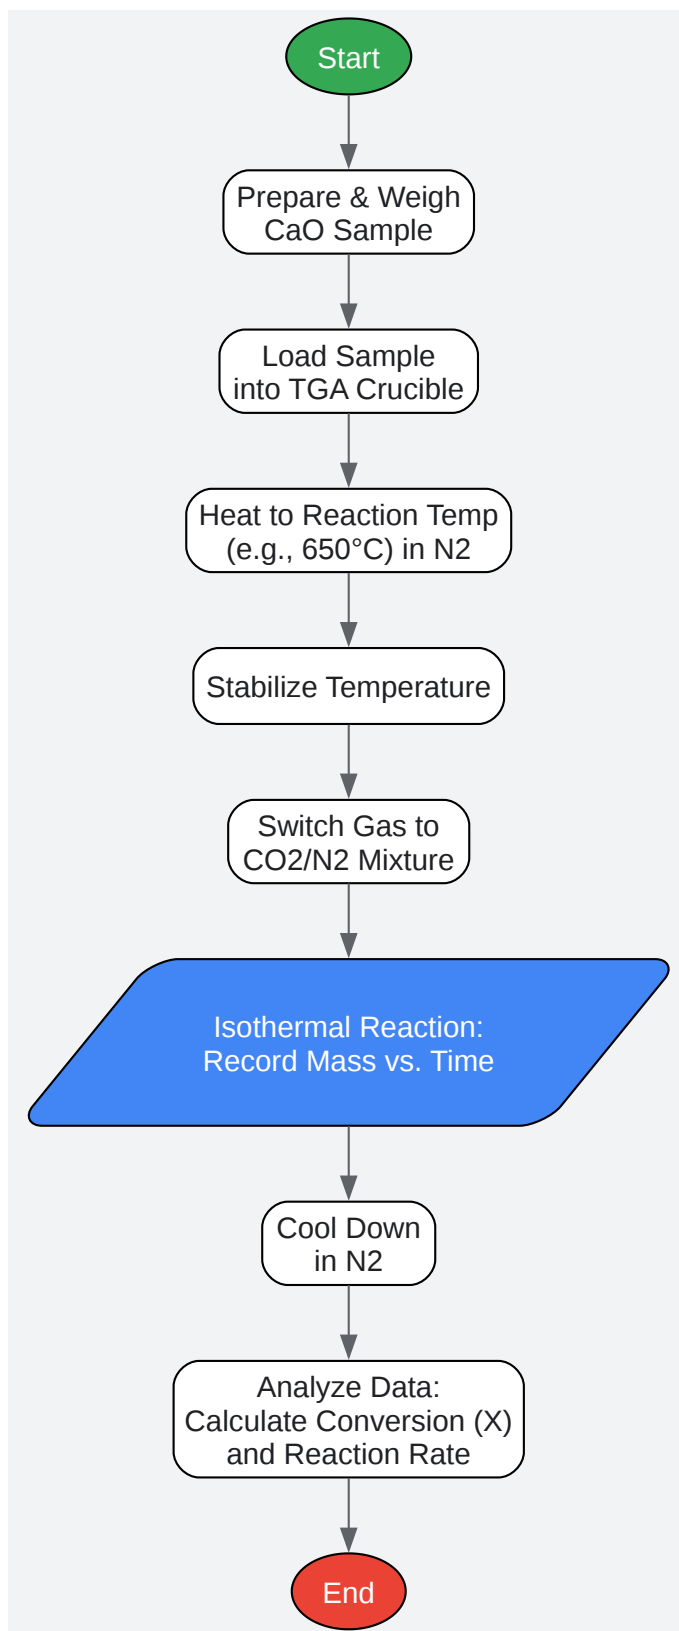 Start
Prepare & Weigh
CaO Sample
Load Sample
into TGA Crucible
Heat to Reaction Temp
(e.g., 650°C) in N2
Stabilize Temperature
Switch Gas to
CO2/N2 Mixture
Isothermal Reaction:
Record Mass vs. Time
Cool Down
in N2
Analyze Data:
Calculate Conversion (X)
and Reaction Rate
End